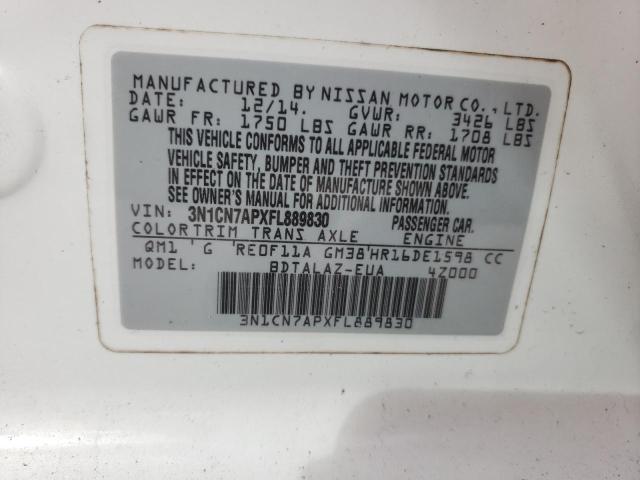 MANUFACTURED BY NISSAN MOTOR CO., LTD.
DATE: 12/14. GVWR: 3426 LBS
GAWR FR: 1750 LBS GAWR RR: 1708 LBS
THIS VEHICLE CONFORMS TO ALL APPLICABLE FEDERAL MOTOR
VEHICLE SAFETY, BUMPER AND THEFT PREVENTION STANDARDS
IN EFFECT ON THE DATE OF MANUFACTURE SHOWN ABOVE.
SEE OWNER'S MANUAL FOR ADDITIONAL INFORMATION.
VIN: 3N1CN7APXFL889830 PASSENGER CAR.
COLOR TRIM TRANS AXLE ENGINE
QM1 'G 'RE0F11A GM38'HR16DE1598 CC
MODEL: BDTALAZ-EUA 4Z000
3N1CN7APXFL889830